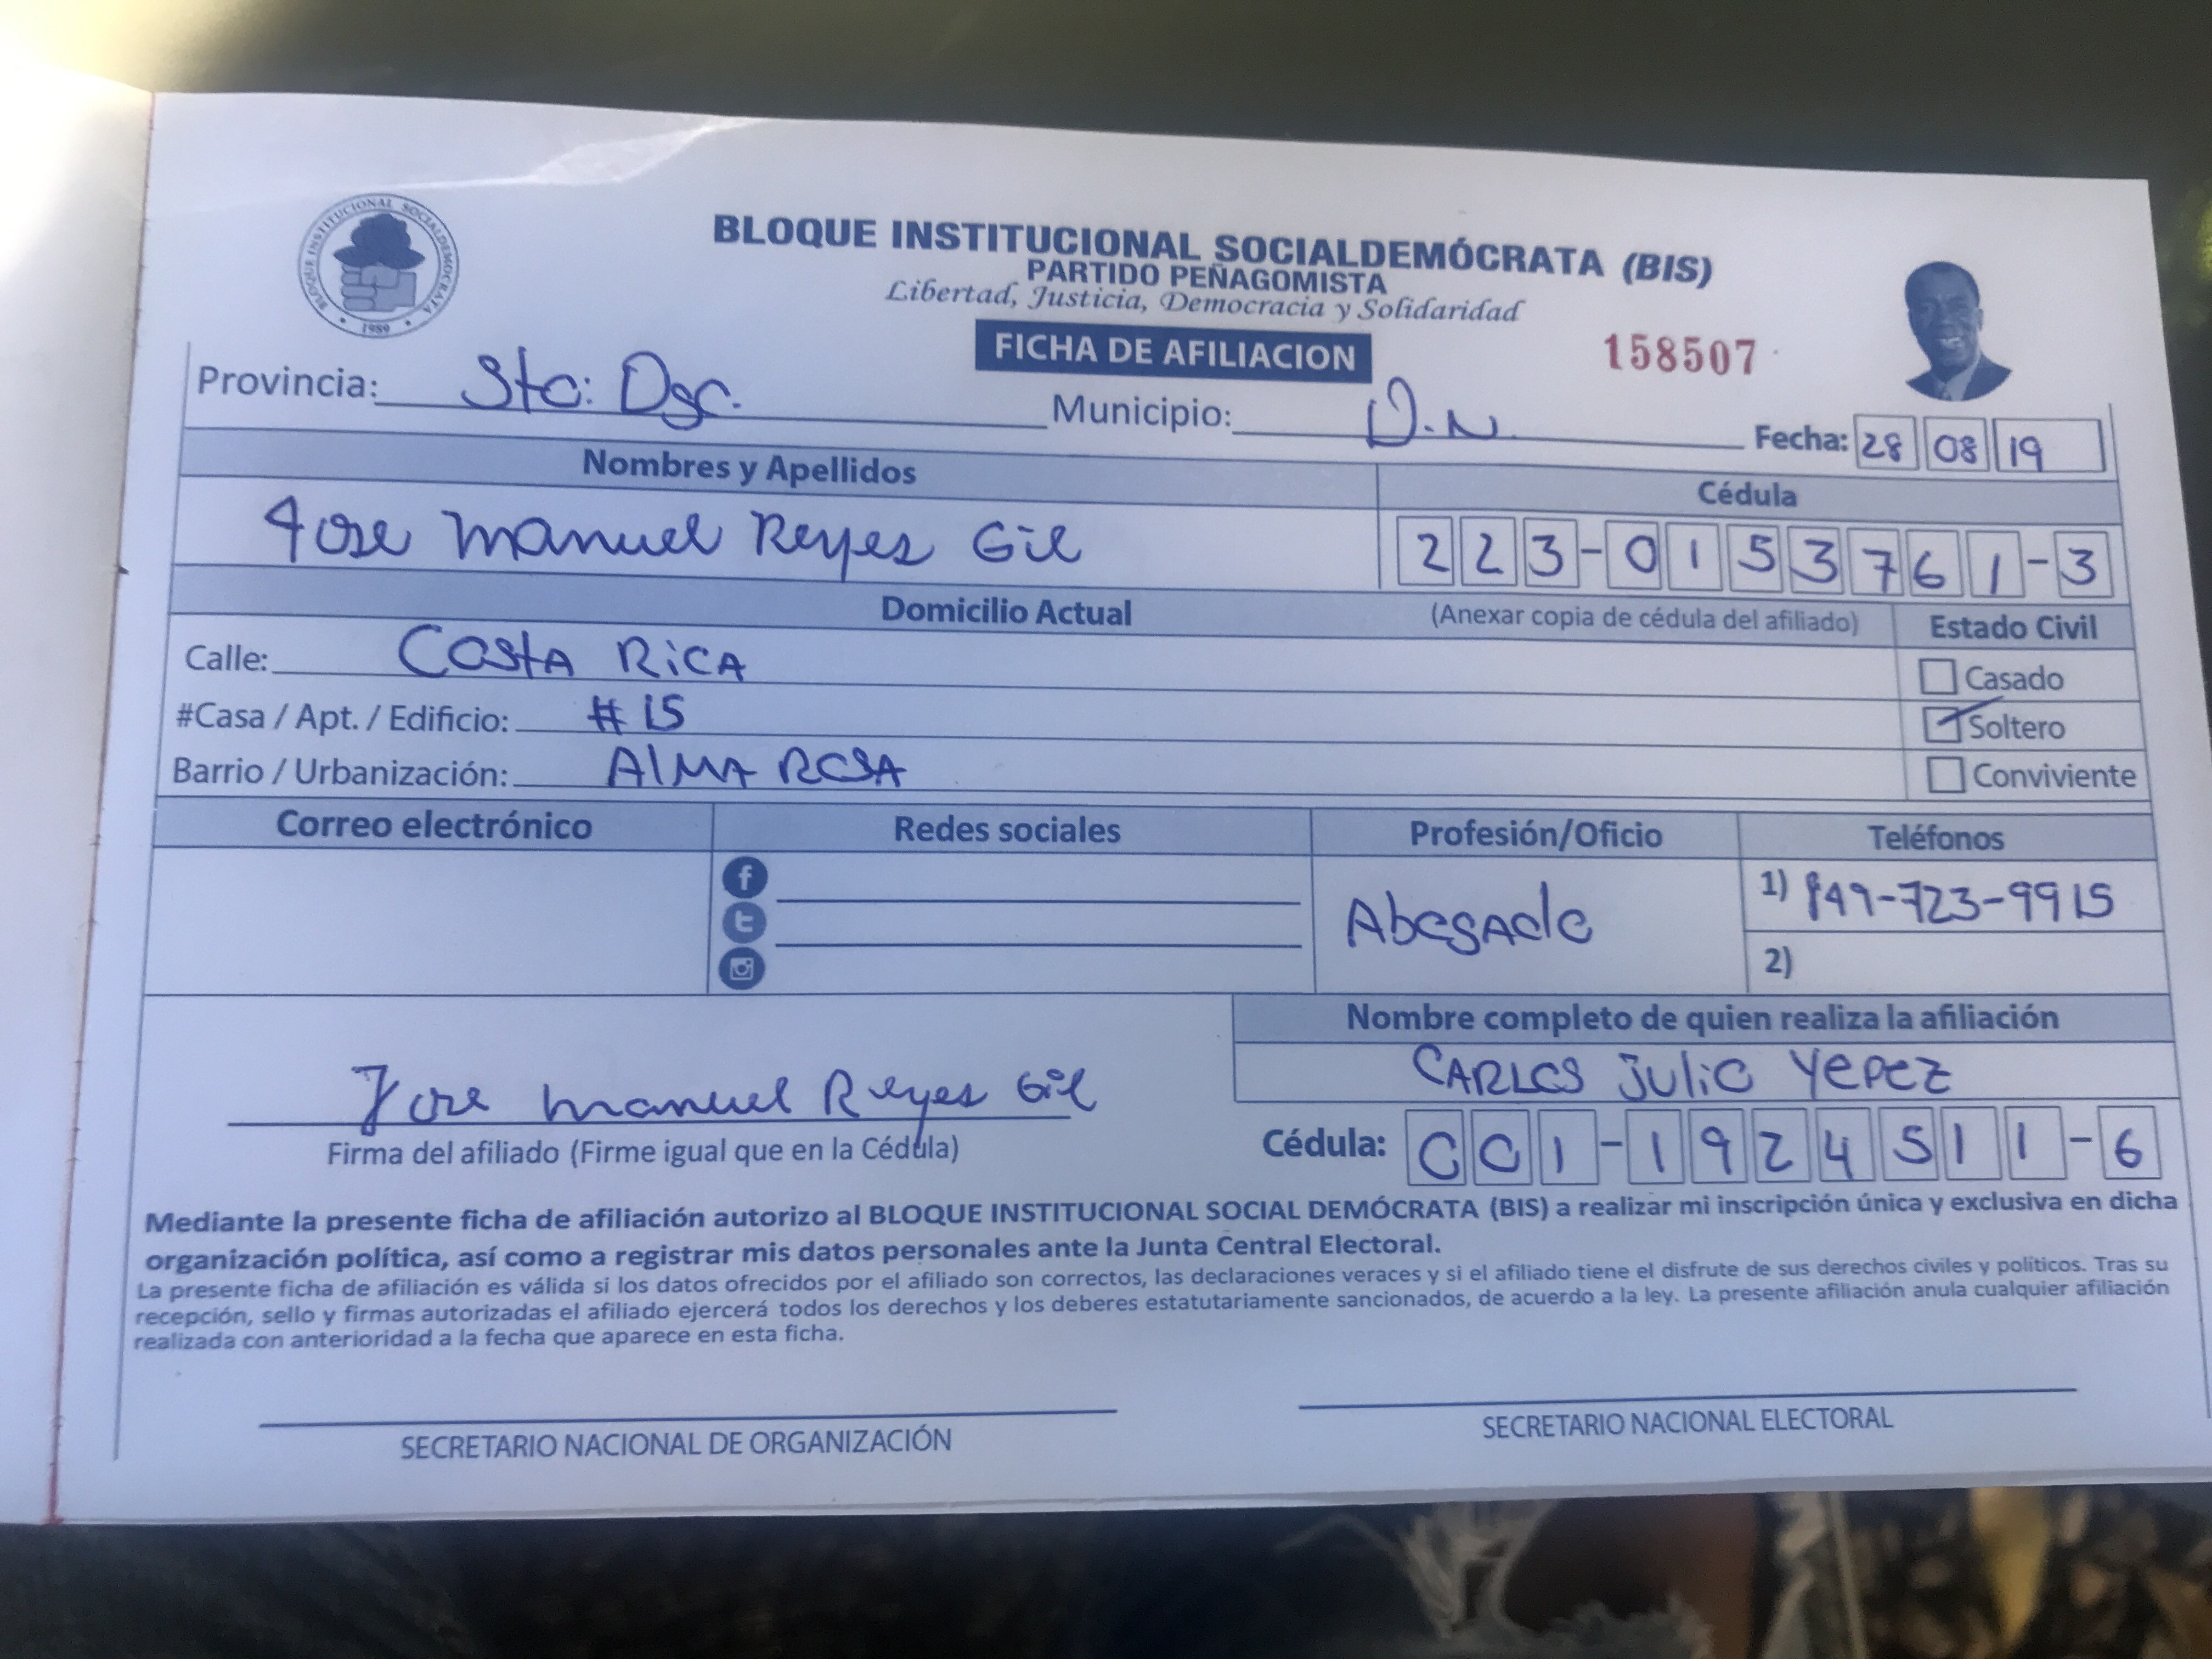 BLOQUE INSTITUCIONAL SOCIALDEMÓCRATA
1989
BLOQUE INSTITUCIONAL SOCIALDEMÓCRATA (BIS)
PARTIDO PEÑAGOMISTA
Libertad, Justicia, Democracia y Solidaridad
FICHA DE AFILIACION
158507
Provincia: Sto: Dgo. Municipio: D.N. Fecha: 28 08 19
Nombres y Apellidos Cédula
Jose Manuel Reyes Gil 223-0153761-3
Domicilio Actual (Anexar copia de cédula del afiliado) Estado Civil
Calle: Costa Rica Casado
#Casa / Apt. / Edificio: #15 Soltero
Barrio / Urbanización: Alma Rosa Conviviente
Correo electrónico Redes sociales Profesión/Oficio Teléfonos
Abogado 1) 849-723-9915
2)
Nombre completo de quien realiza la afiliación
Carlos Julio Yepez
Jose Manuel Reyes Gil
Firma del afiliado (Firme igual que en la Cédula) Cédula: 001-1924511-6
Mediante la presente ficha de afiliación autorizo al BLOQUE INSTITUCIONAL SOCIAL DEMÓCRATA (BIS) a realizar mi inscripción única y exclusiva en dicha
organización política, así como a registrar mis datos personales ante la Junta Central Electoral.
La presente ficha de afiliación es válida si los datos ofrecidos por el afiliado son correctos, las declaraciones veraces y si el afiliado tiene el disfrute de sus derechos civiles y políticos. Tras su
recepción, sello y firmas autorizadas el afiliado ejercerá todos los derechos y los deberes estatutariamente sancionados, de acuerdo a la ley. La presente afiliación anula cualquier afiliación
realizada con anterioridad a la fecha que aparece en esta ficha.
SECRETARIO NACIONAL DE ORGANIZACIÓN SECRETARIO NACIONAL ELECTORAL